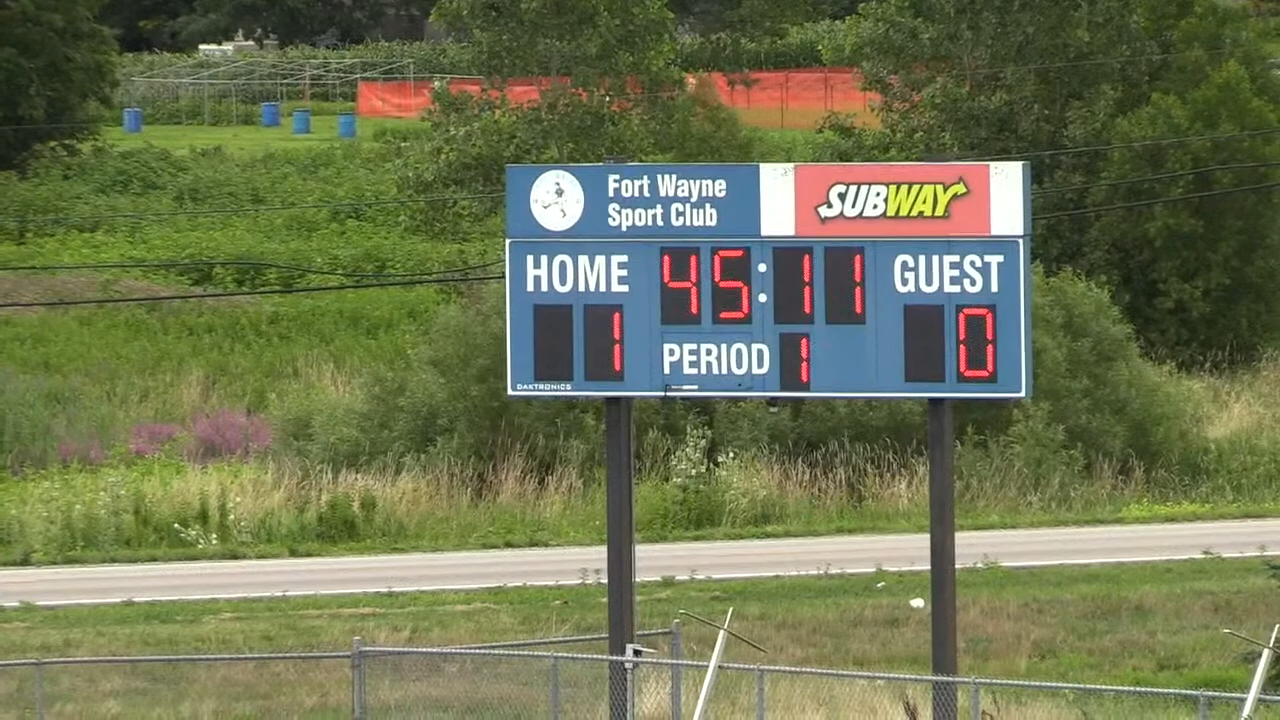 Fort Wayne
Sport Club
SUBWAY
HOME 45:11 GUEST
1 PERIOD 1 0
DAKTRONICS